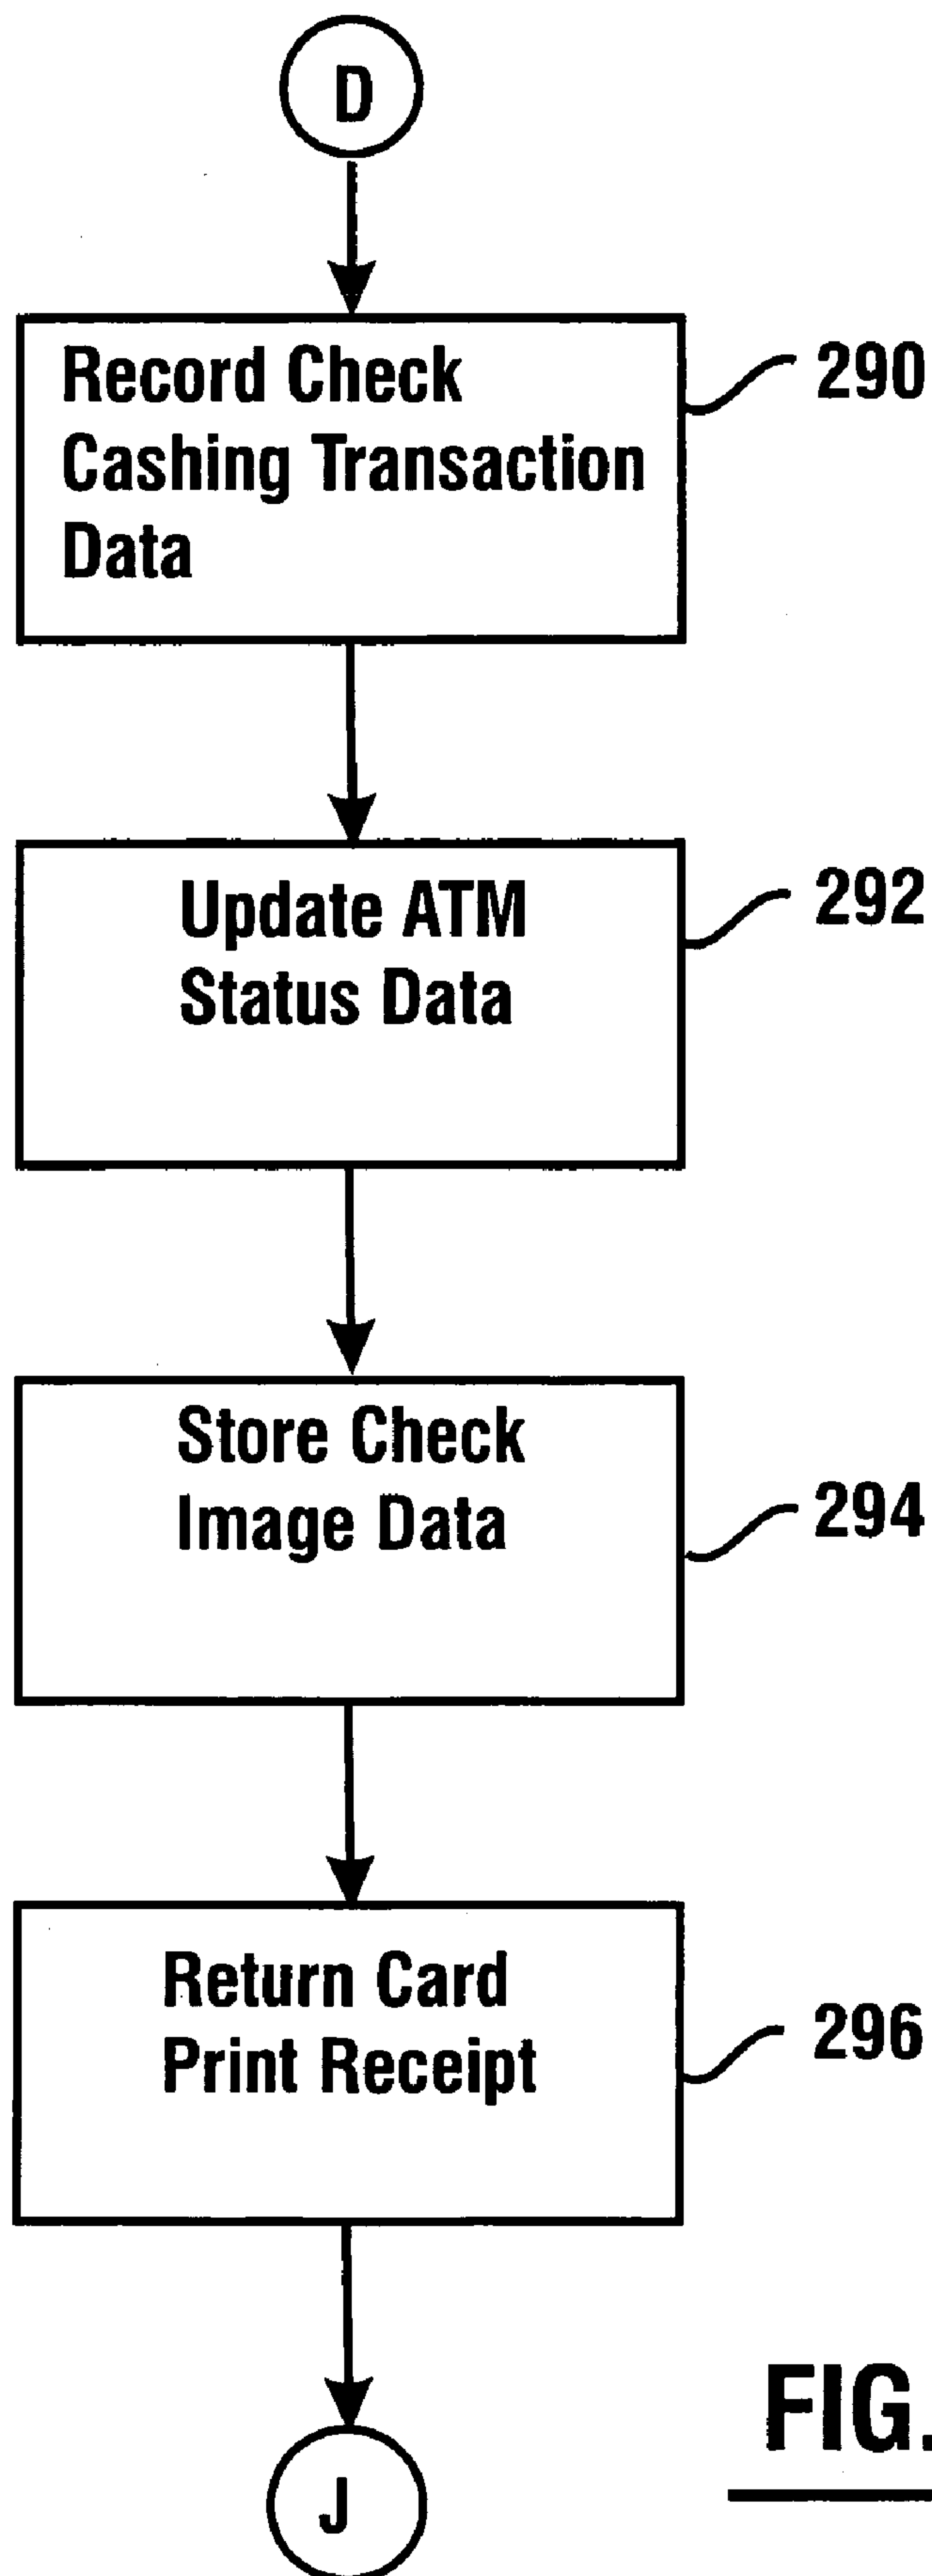 D
Record Check
Cashing Transaction
Data
290
Update ATM
Status Data
292
Store Check
Image Data
294
Return Card
Print Receipt
296
FIG.
J